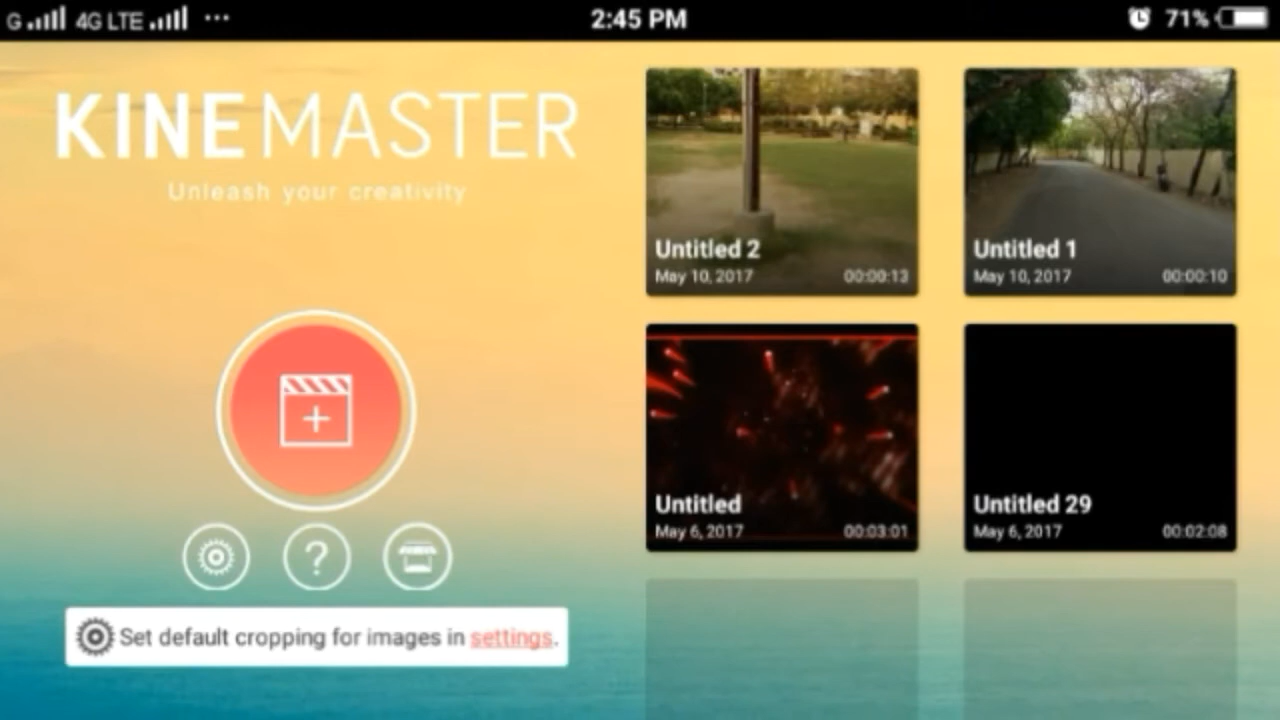 G 4G LTE ... 2:45 PM 71%
KINEMASTER
Unleash your creativity
Untitled 2
May 10, 2017 00:00:13
Untitled 1
May 10, 2017 00:00:10
Untitled
May 6, 2017 00:03:01
Untitled 29
May 6, 2017 00:02:08
?
Set default cropping for images in settings.